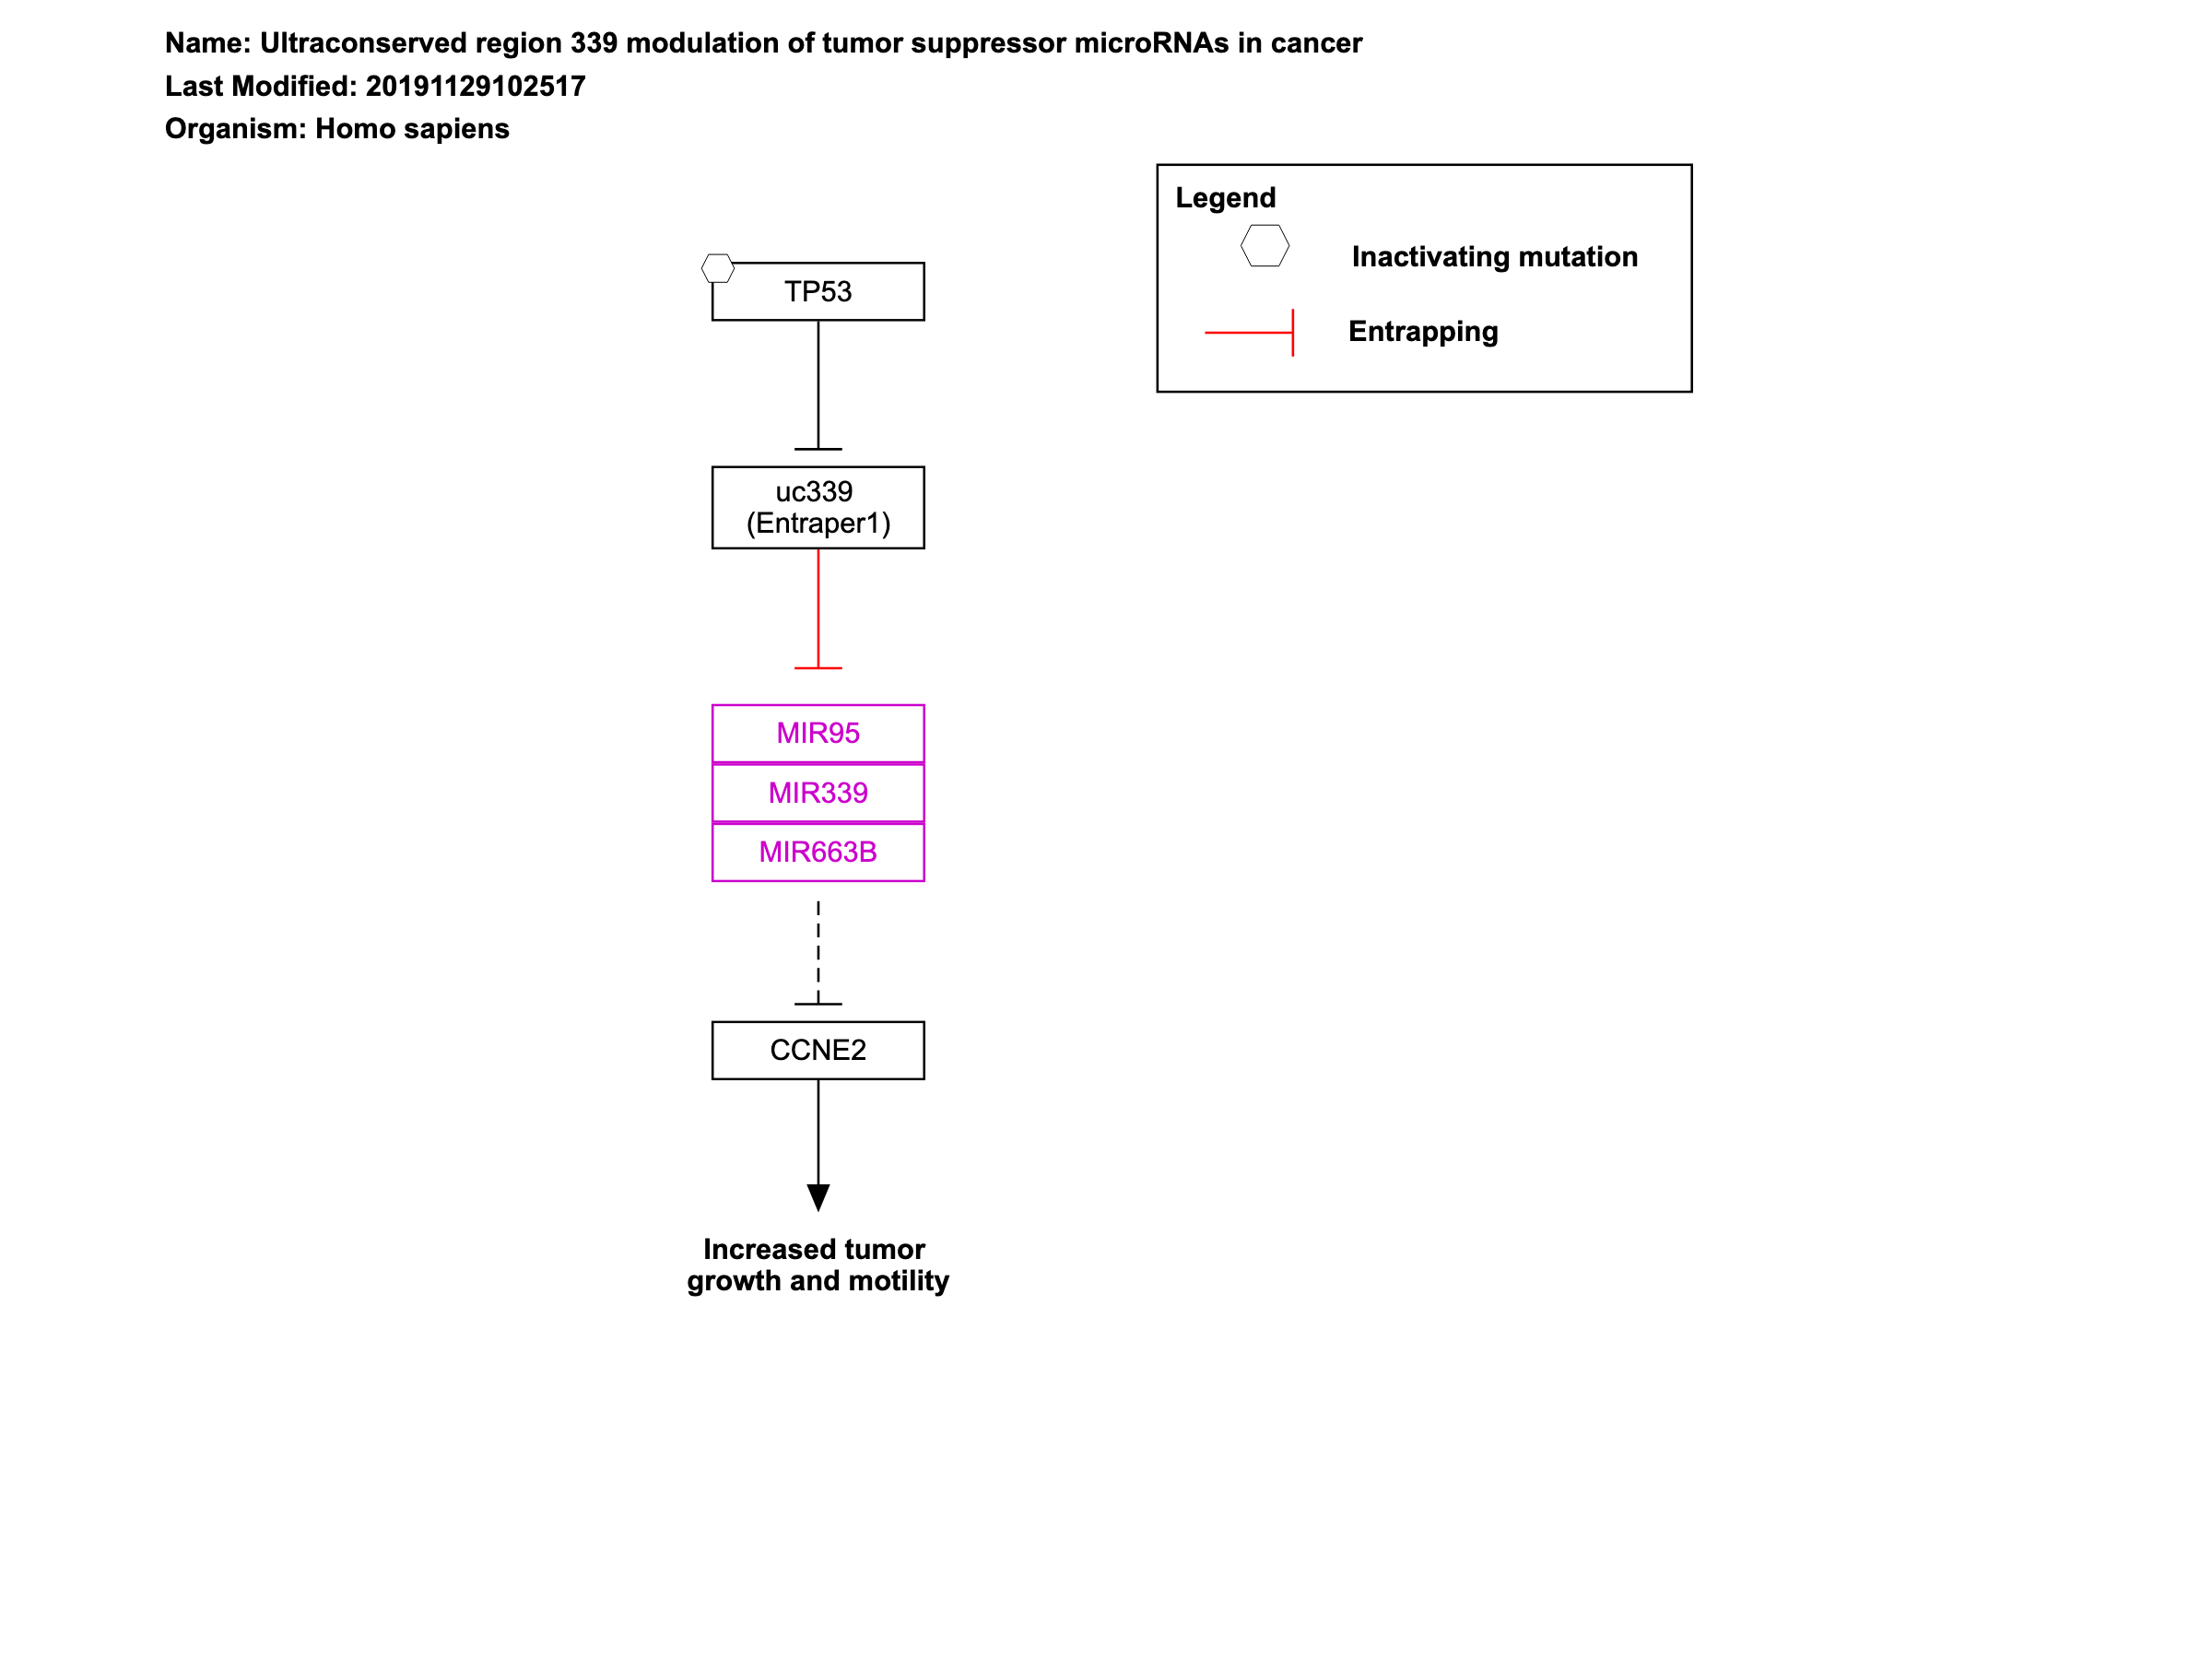 Name: Ultraconserved region 339 modulation of tumor suppressor microRNAs in cancer
Last Modified: 20191129102517
Organism: Homo sapiens
Legend
Inactivating mutation
Entrapping
TP53
uc339
(Entraper1)
MIR95
MIR339
MIR663B
CCNE2
Increased tumor
growth and motility